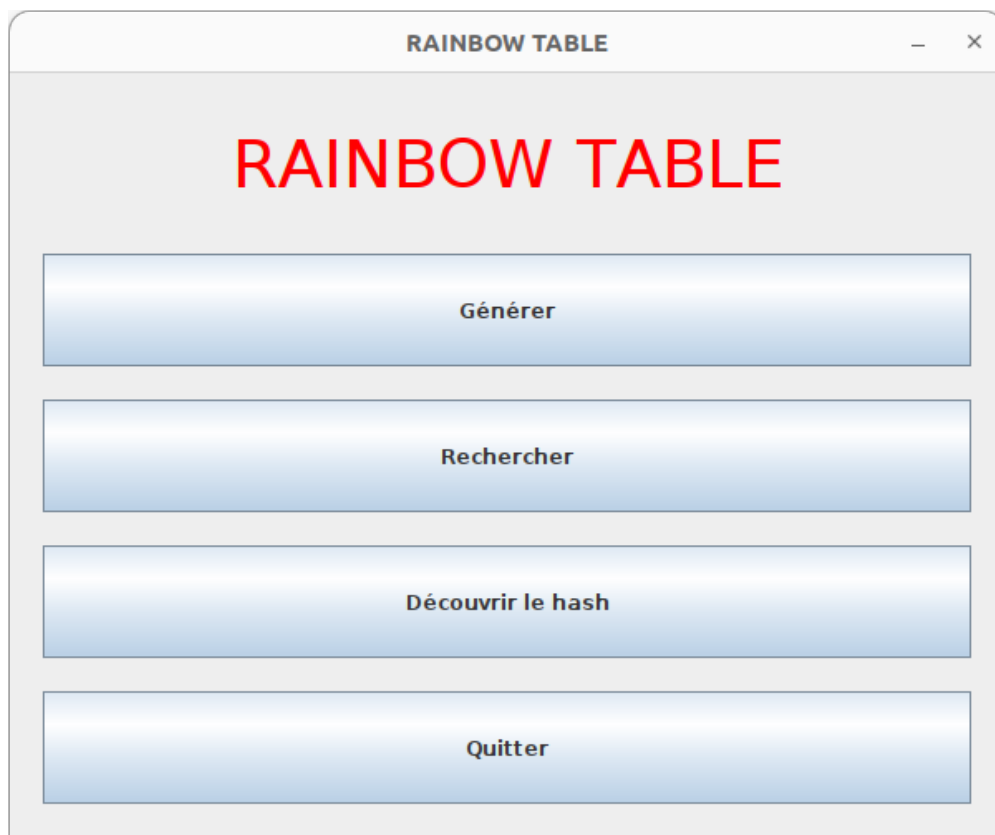 RAINBOW TABLE
RAINBOW TABLE
Générer
Rechercher
Découvrir le hash
Quitter